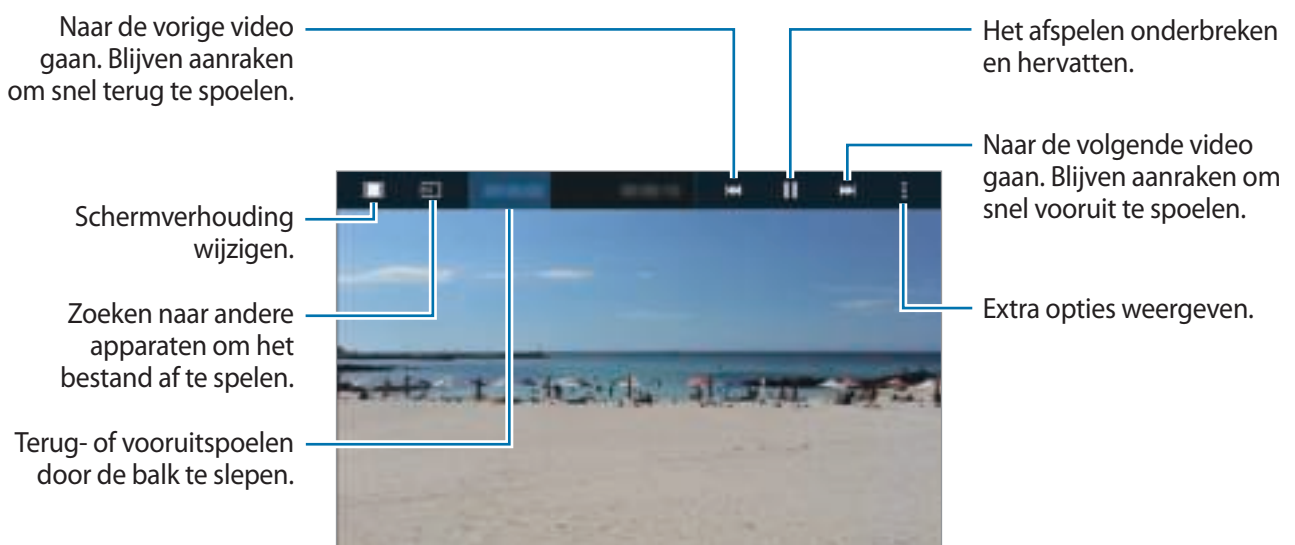 Naar de vorige video
gaan. Blijven aanraken
om snel terug te spoelen.
Schermverhouding
wijzigen.
Zoeken naar andere
apparaten om het
bestand af te spelen.
Terug- of vooruitspoelen
door de balk te slepen.
Het afspelen onderbreken
en hervatten.
Naar de volgende video
gaan. Blijven aanraken om
snel vooruit te spoelen.
Extra opties weergeven.